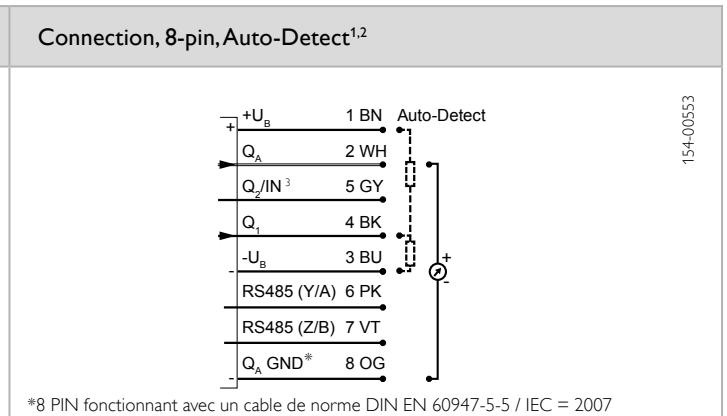 Connection, 8-pin, Auto-Detect1,2
154-00553
+UB 1 BN Auto-Detect
+
QA 2 WH
Q2/IN 3 5 GY
Q1 4 BK
-UB 3 BU
-
+
-
RS485 (Y/A) 6 PK
RS485 (Z/B) 7 VT
QA GND* 8 OG
-
*8 PIN fonctionnant avec un cable de norme DIN EN 60947-5-5 / IEC = 2007